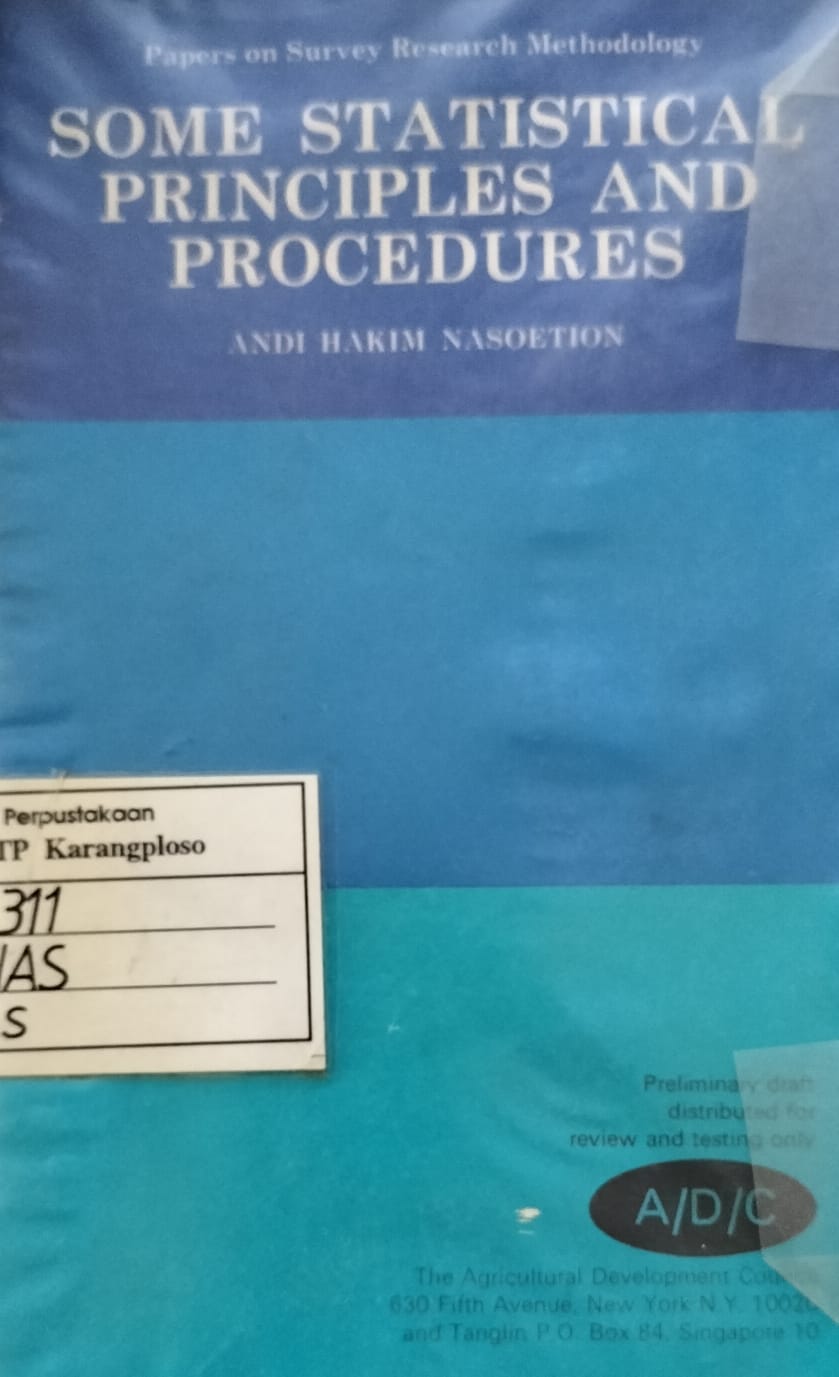 Papers on Survey Research Methodology
SOME STATISTICAL
PRINCIPLES AND
PROCEDURES
ANDI HAKIM NASOETION
Perpustakaan
TP Karangploso
311
AS
S
Preliminary draft
distributed for
review and testing only
A/D/C
The Agricultural Development
630 Fifth Avenue, New York N.Y.
and Tanglin P.O. Box 84, Singapore 10